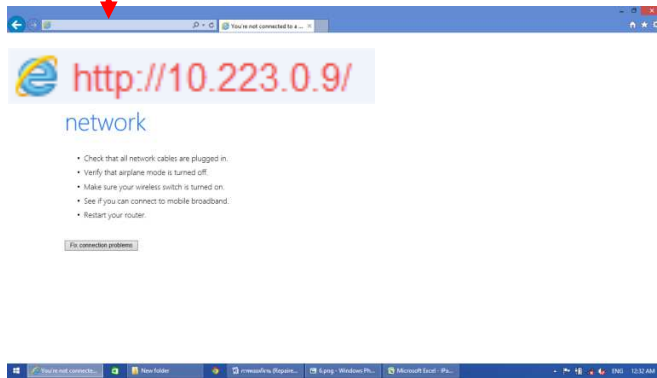 You're not connected to a ...
http://10.223.0.9/
network
• Check that all network cables are plugged in.
• Verify that airplane mode is turned off.
• Make sure your wireless switch is turned on.
• See if you can connect to mobile broadband.
• Restart your router.
Fix connection problems
You're not connecte... New folder (Repaire... 6.png - Windows Ph... Microsoft Excel - ENG 12:32 AM